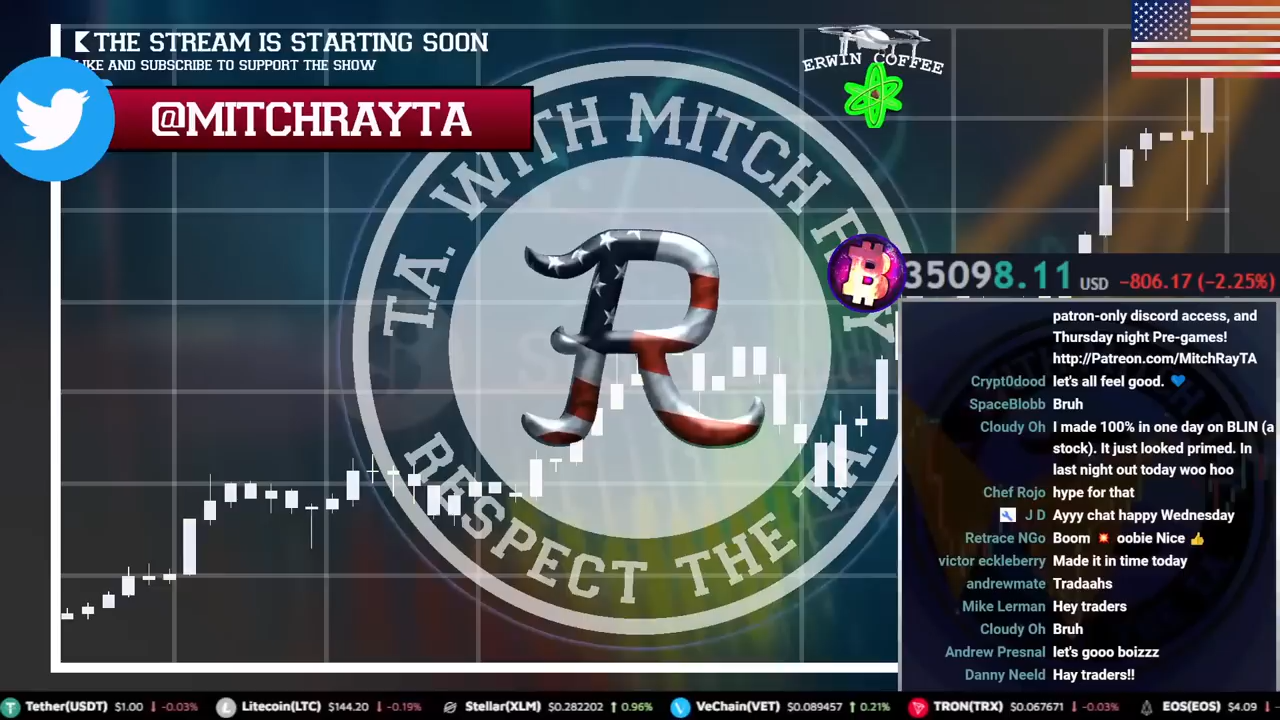 THE STREAM IS STARTING SOON
LIKE AND SUBSCRIBE TO SUPPORT THE SHOW
@MITCHRAYTA
ERWIN COFFEE
T.A. WITH MITCH RAY
R
RESPECT THE T.A.
35098.11 USD -806.17 (-2.25%)
patron-only discord access, and
Thursday night Pre-games!
http://Patreon.com/MitchRayTA
Crypt0dood let's all feel good. 💙
SpaceBlobb Bruh
Cloudy Oh I made 100% in one day on BLIN (a
stock). It just looked primed. In
last night out today woo hoo
Chef Rojo hype for that
J D Ayyy chat happy Wednesday
Retrace NGo Boom 💥 oobie Nice 👍
victor eckleberry Made it in time today
andrewmate Tradaahs
Mike Lerman Hey traders
Cloudy Oh Bruh
Andrew Presnal let's gooo boizzz
Danny Neeld Hay traders!!
Tether(USDT) $1.00 ↓ -0.03% Litecoin(LTC) $144.20 ↓ -0.19% Stellar(XLM) $0.282202 ↑ 0.96% VeChain(VET) $0.089457 ↑ 0.21% TRON(TRX) $0.067671 ↓ -0.03% EOS(EOS) $4.09 ↓ -